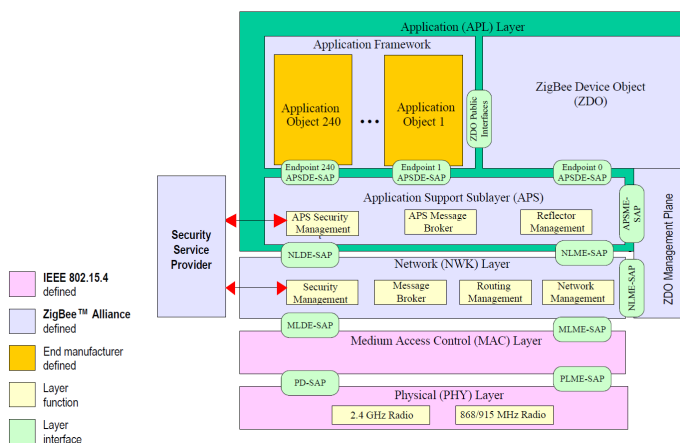 Application (APL) Layer
Application Framework
Application
Object 240
...
Application
Object 1
ZDO Public
Interfaces
ZigBee Device Object
(ZDO)
Endpoint 240
APSDE-SAP
Endpoint 1
APSDE-SAP
Endpoint 0
APSDE-SAP
Application Support Sublayer (APS)
APS Security
Management
APS Message
Broker
Reflector
Management
APSME-
SAP
Security
Service
Provider
NLDE-SAP
NLME-SAP
Network (NWK) Layer
Security
Management
Message
Broker
Routing
Management
Network
Management
NLME-SAP
ZDO Management Plane
MLDE-SAP
MLME-SAP
Medium Access Control (MAC) Layer
PD-SAP
PLME-SAP
Physical (PHY) Layer
2.4 GHz Radio
868/915 MHz Radio
IEEE 802.15.4
defined
ZigBee™ Alliance
defined
End manufacturer
defined
Layer
function
Layer
interface